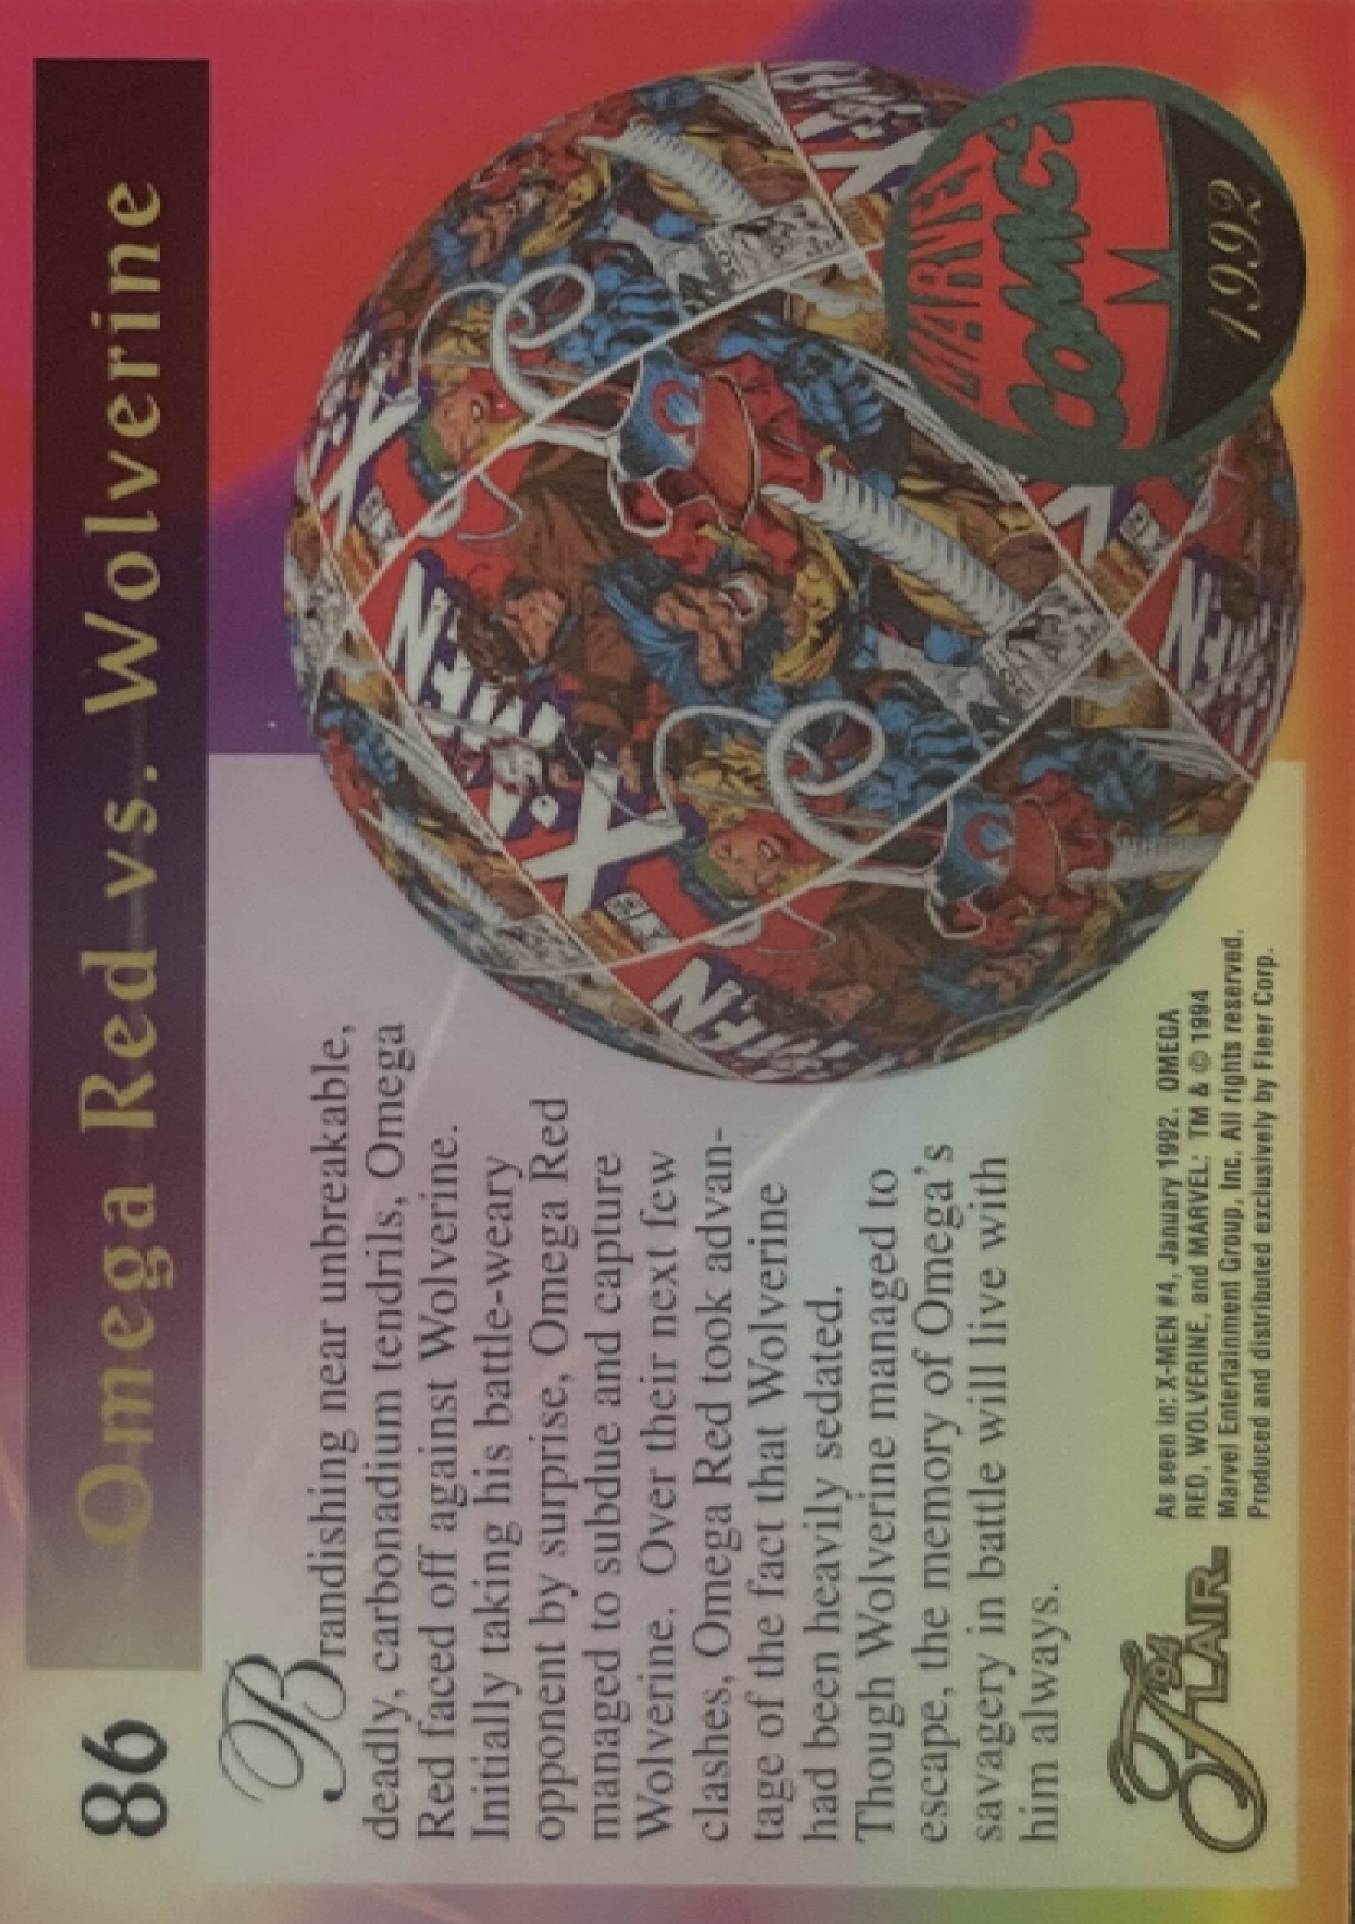 86
Omega Red vs. Wolverine
Brandishing near unbreakable,
deadly, carbonadium tendrils, Omega
Red faced off against Wolverine.
Initially taking his battle-weary
opponent by surprise, Omega Red
managed to subdue and capture
Wolverine.  Over their next few
clashes, Omega Red took advan-
tage of the fact that Wolverine
had been heavily sedated.
Though Wolverine managed to
escape, the memory of Omega's
savagery in battle will live with
him always.
'94
FLAIR™
As seen in: X-MEN #4, January 1992.  OMEGA
RED, WOLVERINE, and MARVEL:  TM & © 1994
Marvel Entertainment Group, Inc. All rights reserved.
Produced and distributed exclusively by Fleer Corp.
X-MEN
X-MEN
MARVEL
COMICS
M
1992